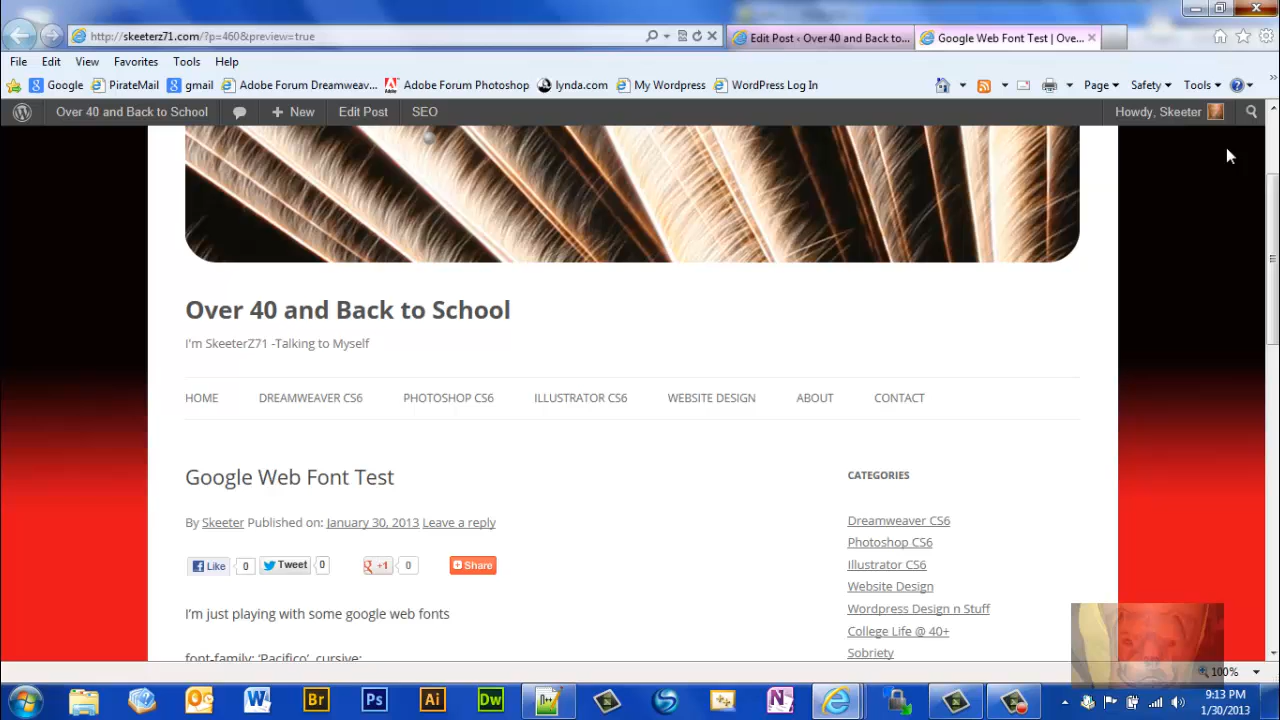 http://skeeterz71.com/?p=460&preview=true
Edit Post ‹ Over 40 and Back to...
Google Web Font Test | Ove...
File Edit View Favorites Tools Help
Google PirateMail gmail Adobe Forum Dreamweav... Adobe Forum Photoshop lynda.com My Wordpress WordPress Log In Page Safety Tools
Over 40 and Back to School New Edit Post SEO Howdy, Skeeter
Over 40 and Back to School
I'm SkeeterZ71 -Talking to Myself
HOME DREAMWEAVER CS6 PHOTOSHOP CS6 ILLUSTRATOR CS6 WEBSITE DESIGN ABOUT CONTACT
Google Web Font Test
CATEGORIES
By Skeeter Published on: January 30, 2013 Leave a reply
Dreamweaver CS6
Photoshop CS6
Like 0 Tweet 0 +1 0 Share
Illustrator CS6
Website Design
I'm just playing with some google web fonts
Wordpress Design n Stuff
College Life @ 40+
font-family: 'Pacifico', cursive;
Sobriety
100%
Br Ps Ai Dw
9:13 PM
1/30/2013